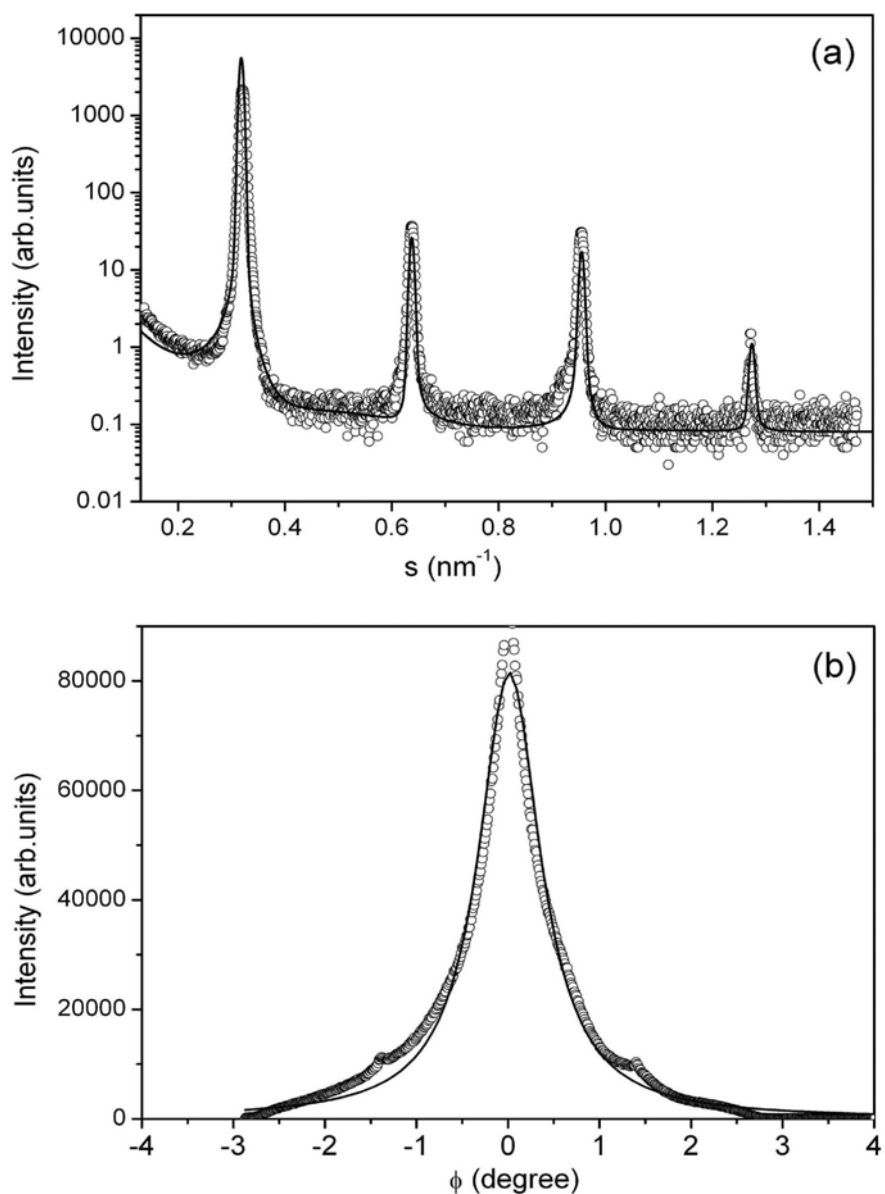 (a)
Intensity (arb.units)
10000
1000
100
10
1
0.1
0.01
0.2 0.4 0.6 0.8 1.0 1.2 1.4
s (nm⁻¹)
(b)
Intensity (arb.units)
80000
60000
40000
20000
0
-4 -3 -2 -1 0 1 2 3 4
ϕ (degree)